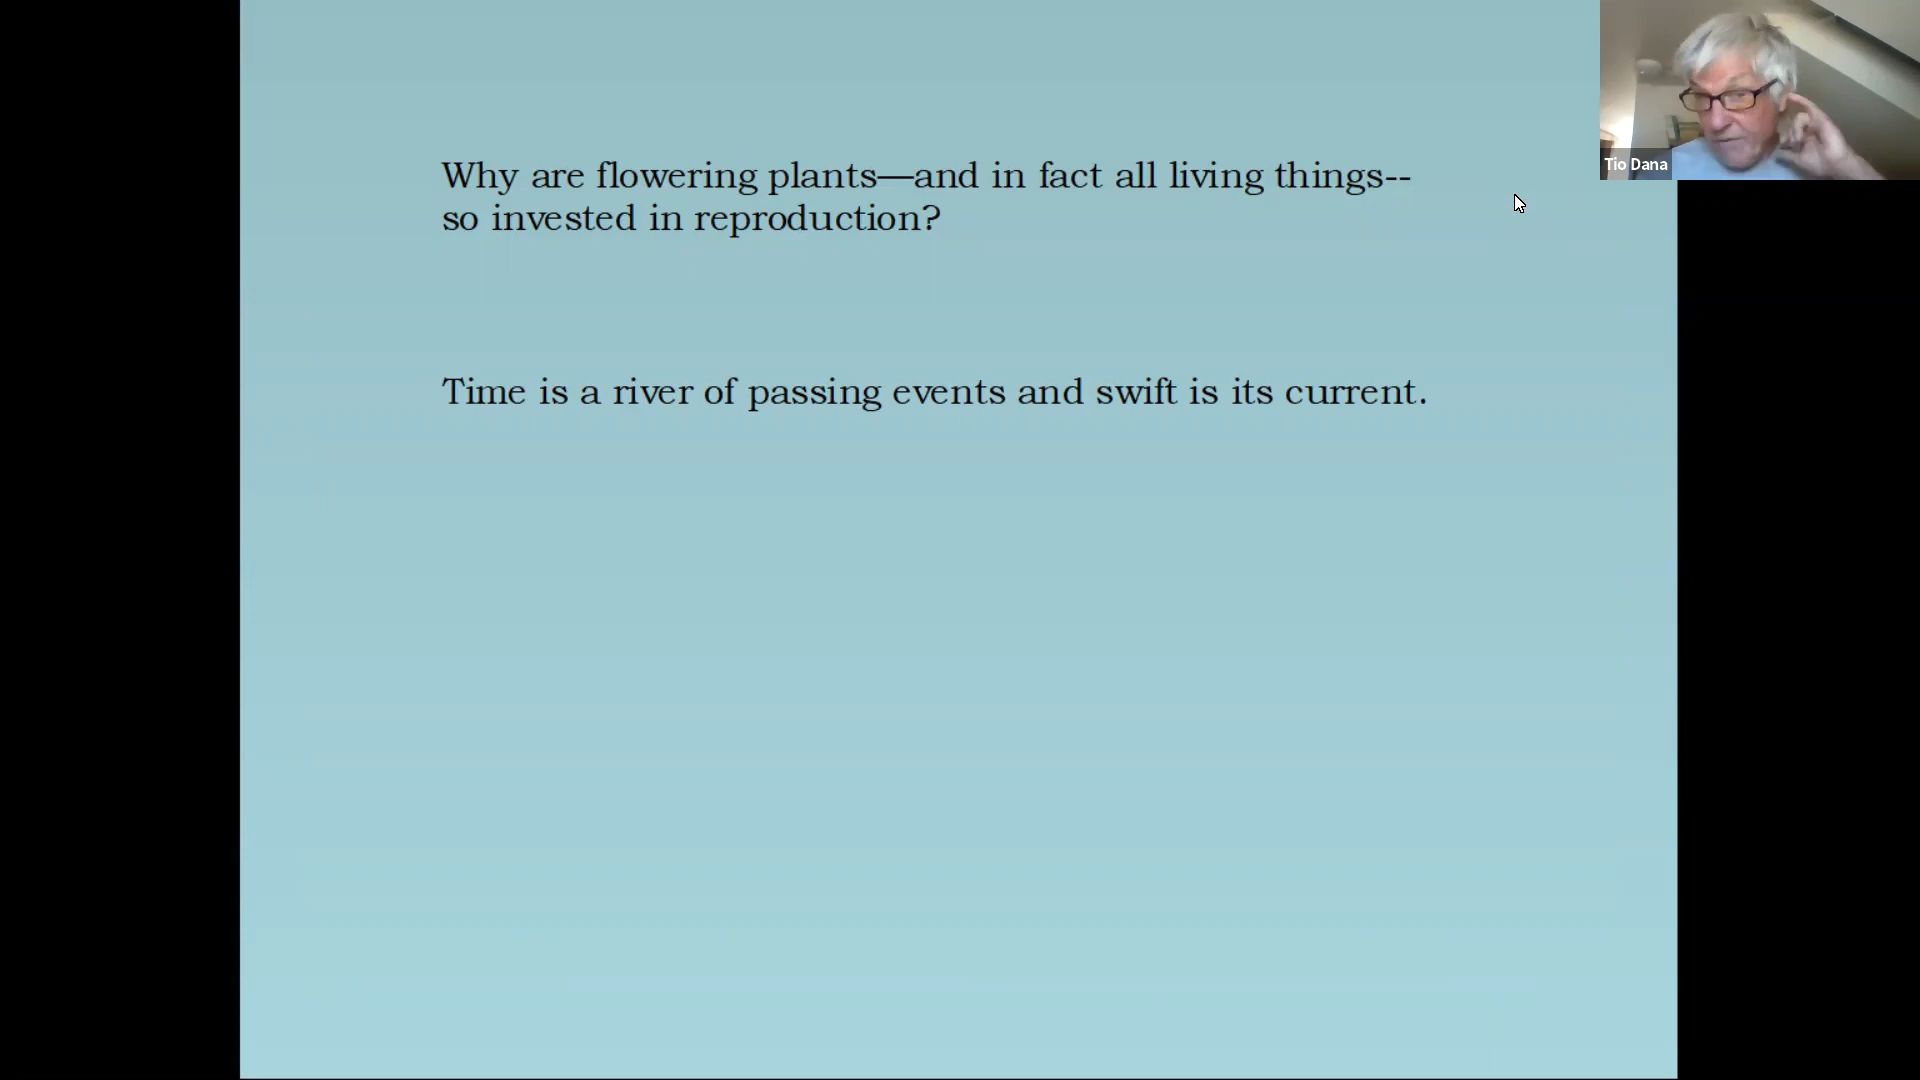 Why are flowering plants—and in fact all living things--
so invested in reproduction?
Time is a river of passing events and swift is its current.
Tio Dana